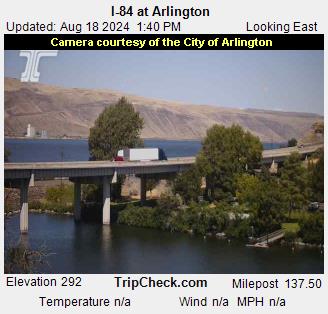 I-84 at Arlington
Updated: Aug 18 2024 1:40 PM Looking East
Camera courtesy of the City of Arlington
Elevation 292 TripCheck.com Milepost 137.50
Temperature n/a Wind n/a MPH n/a